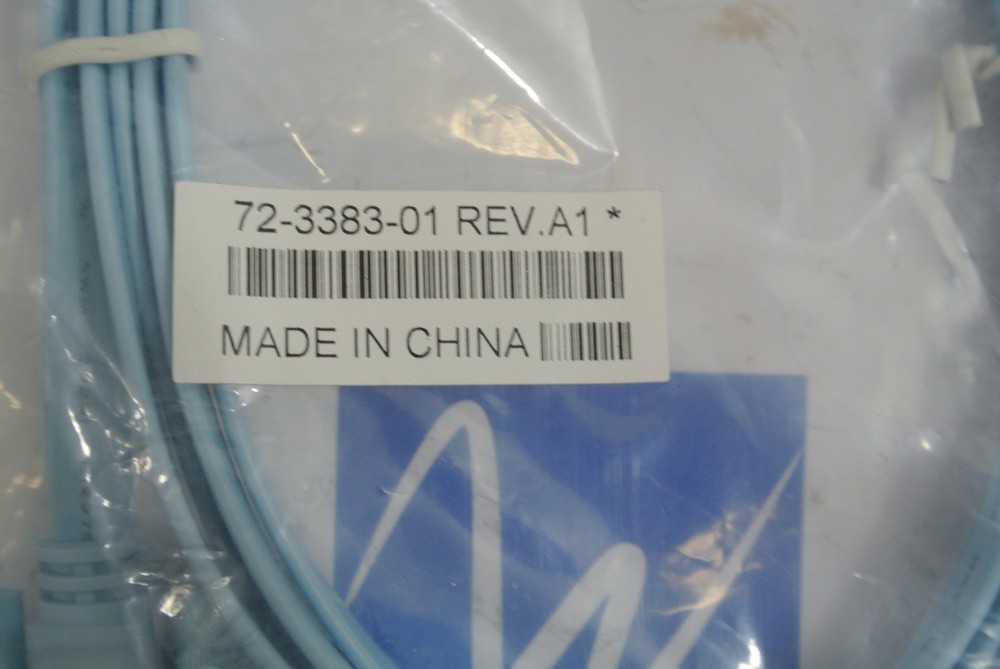 72-3383-01 REV.A1 *
MADE IN CHINA